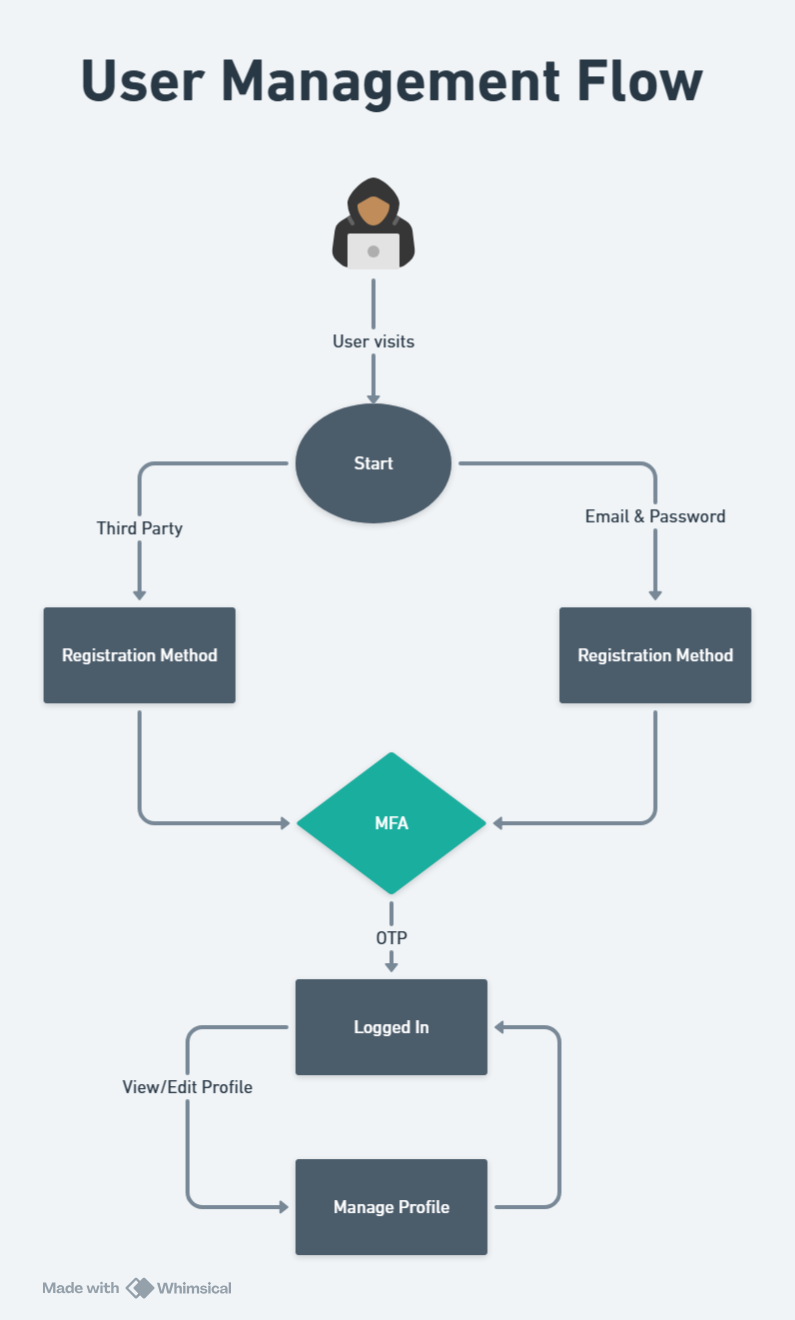 User Management Flow
User visits
Start
Third Party
Email & Password
Registration Method
Registration Method
MFA
OTP
Logged In
View/Edit Profile
Manage Profile
Made with Whimsical